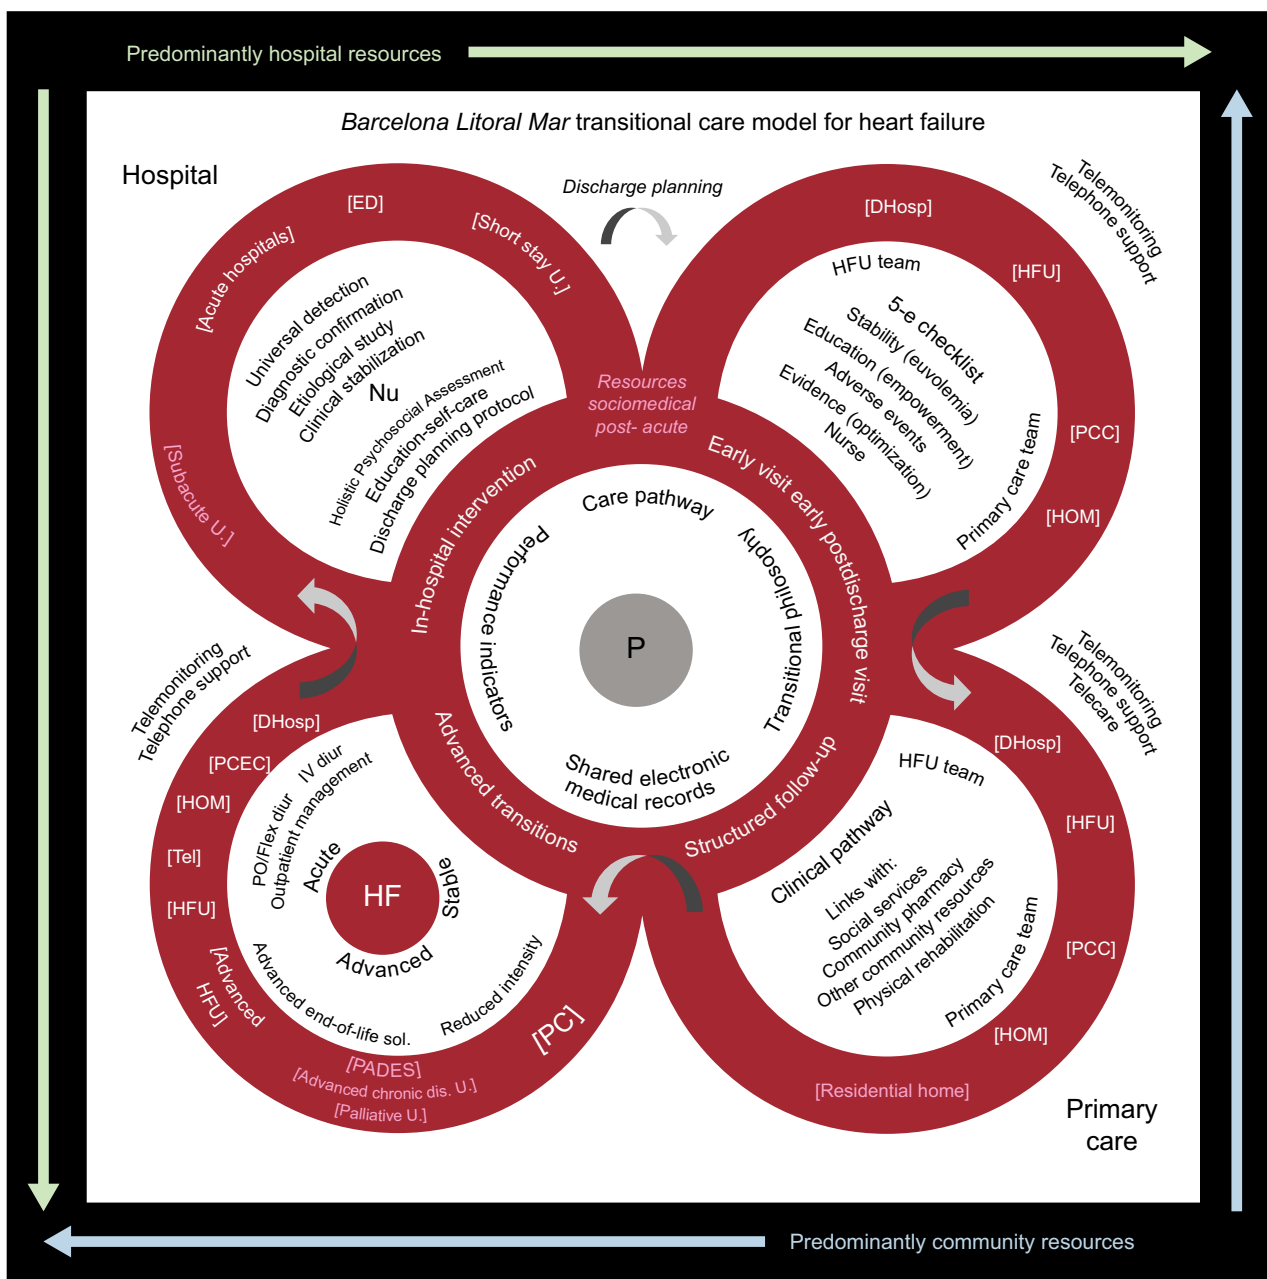 Predominantly hospital resources
Barcelona Litoral Mar transitional care model for heart failure
Hospital
Discharge planning
[ED]
[Short stay U.]
[Acute hospitals]
[Subacute U.]
Universal detection
Diagnostic confirmation
Etiological study
Clinical stabilization
Nu
Holistic Psychosocial Assessment
Education-self-care
Discharge planning protocol
In-hospital intervention
Resources
sociomedical
post- acute
Telemonitoring
Telephone support
[DHosp]
[HFU]
[PCC]
[HOM]
HFU team
5-e checklist
Stability (euvolemia)
Education (empowerment)
Adverse events
Evidence (optimization)
Nurse
Primary care team
Early visit early postdischarge visit
Care pathway
Performance indicators
Transitional philosophy
P
Shared electronic
medical records
Telemonitoring
Telephone support
[DHosp]
[PCEC]
[HOM]
[Tel]
[HFU]
[Advanced
HFU]
[PADES]
[Advanced chronic dis. U.]
[Palliative U.]
[PC]
Advanced transitions
IV diur
PO/Flex diur
Outpatient management
Acute
HF
Stable
Advanced
Advanced end-of-life sol.
Reduced intensity
Structured follow-up
Telemonitoring
Telephone support
Telecare
[DHosp]
[HFU]
[PCC]
[HOM]
[Residential home]
HFU team
Clinical pathway
Links with:
Social services
Community pharmacy
Other community resources
Physical rehabilitation
Primary care team
Primary
care
Predominantly community resources